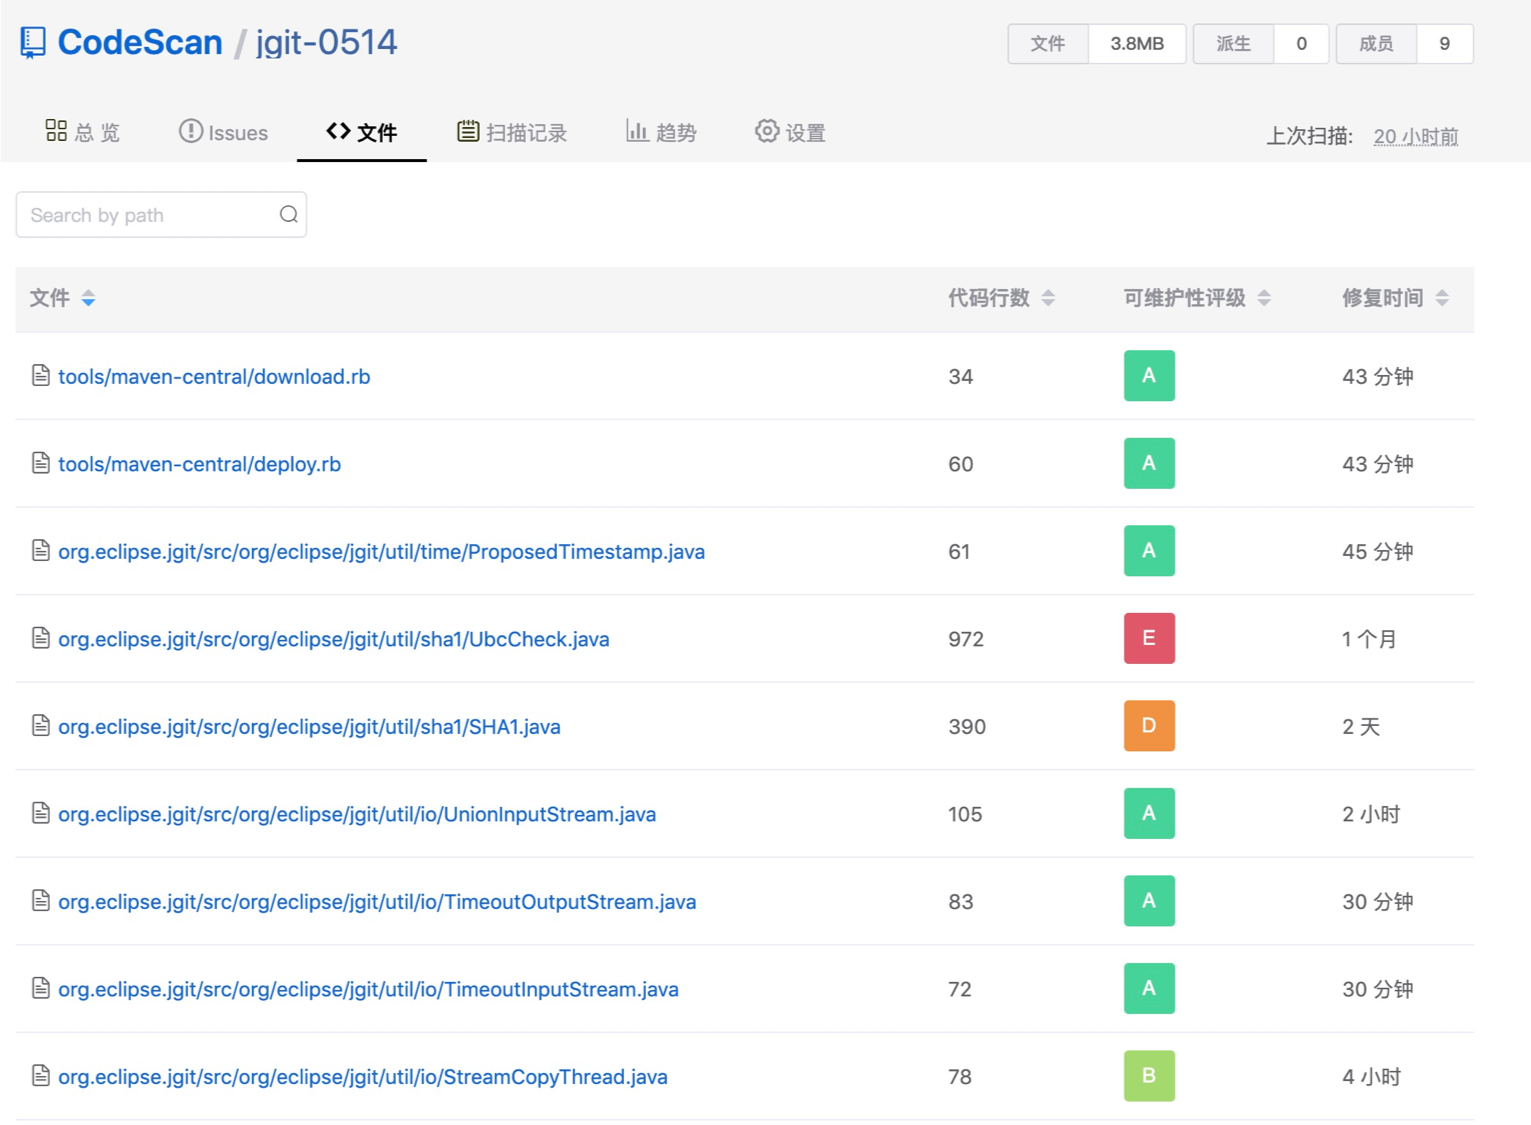 CodeScan / jgit-0514
文件 3.8MB 派生 0 成员 9
总 览 Issues 文件 扫描记录 趋势 设置 上次扫描: 20 小时前
Search by path
文件 代码行数 可维护性评级 修复时间
tools/maven-central/download.rb 34 A 43 分钟
tools/maven-central/deploy.rb 60 A 43 分钟
org.eclipse.jgit/src/org/eclipse/jgit/util/time/ProposedTimestamp.java 61 A 45 分钟
org.eclipse.jgit/src/org/eclipse/jgit/util/sha1/UbcCheck.java 972 E 1 个月
org.eclipse.jgit/src/org/eclipse/jgit/util/sha1/SHA1.java 390 D 2 天
org.eclipse.jgit/src/org/eclipse/jgit/util/io/UnionInputStream.java 105 A 2 小时
org.eclipse.jgit/src/org/eclipse/jgit/util/io/TimeoutOutputStream.java 83 A 30 分钟
org.eclipse.jgit/src/org/eclipse/jgit/util/io/TimeoutInputStream.java 72 A 30 分钟
org.eclipse.jgit/src/org/eclipse/jgit/util/io/StreamCopyThread.java 78 B 4 小时